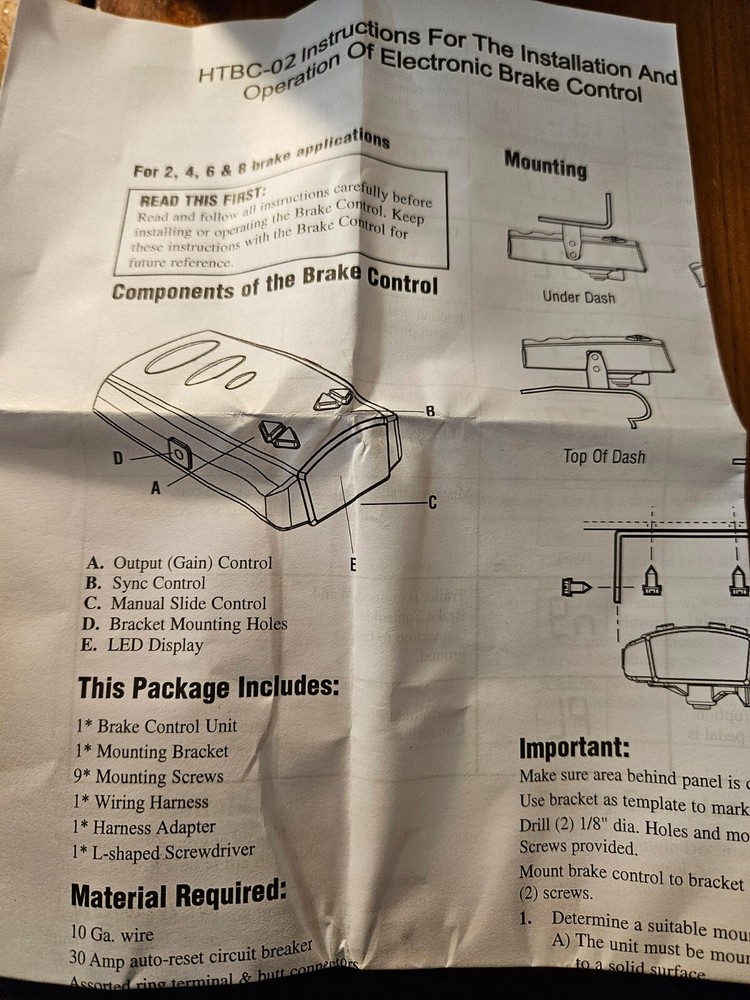 HTBC-02 Instructions For The Installation And
Operation Of Electronic Brake Control
For 2, 4, 6 & 8 brake applications
READ THIS FIRST:
Read and follow all instructions carefully before
installing or operating the Brake Control. Keep
these instructions with the Brake Control for
future reference.
Components of the Brake Control
B
D
A
C
E
A. Output (Gain) Control
B. Sync Control
C. Manual Slide Control
D. Bracket Mounting Holes
E. LED Display
This Package Includes:
1* Brake Control Unit
1* Mounting Bracket
9* Mounting Screws
1* Wiring Harness
1* Harness Adapter
1* L-shaped Screwdriver
Material Required:
10 Ga. wire
30 Amp auto-reset circuit breaker
Assorted ring terminal & butt connectors
Mounting
Under Dash
Top Of Dash
Important:
Make sure area behind panel is
Use bracket as template to mark
Drill (2) 1/8" dia. Holes and
Screws provided.
Mount brake control to bracket
(2) screws.
1. Determine a suitable
A) The unit must be
to a solid surface